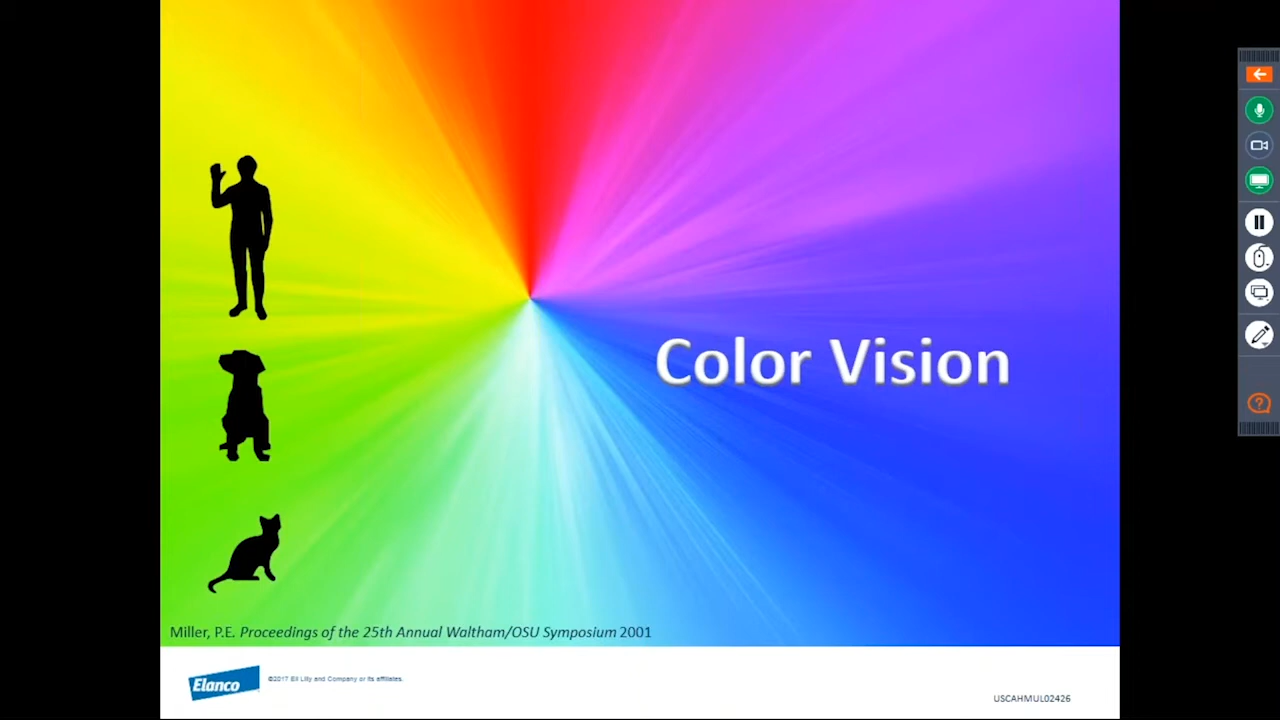 Color Vision
Miller, P.E. Proceedings of the 25th Annual Waltham/OSU Symposium 2001
Elanco
©2017 Eli Lilly and Company or its affiliates.
USCAHMUL02426